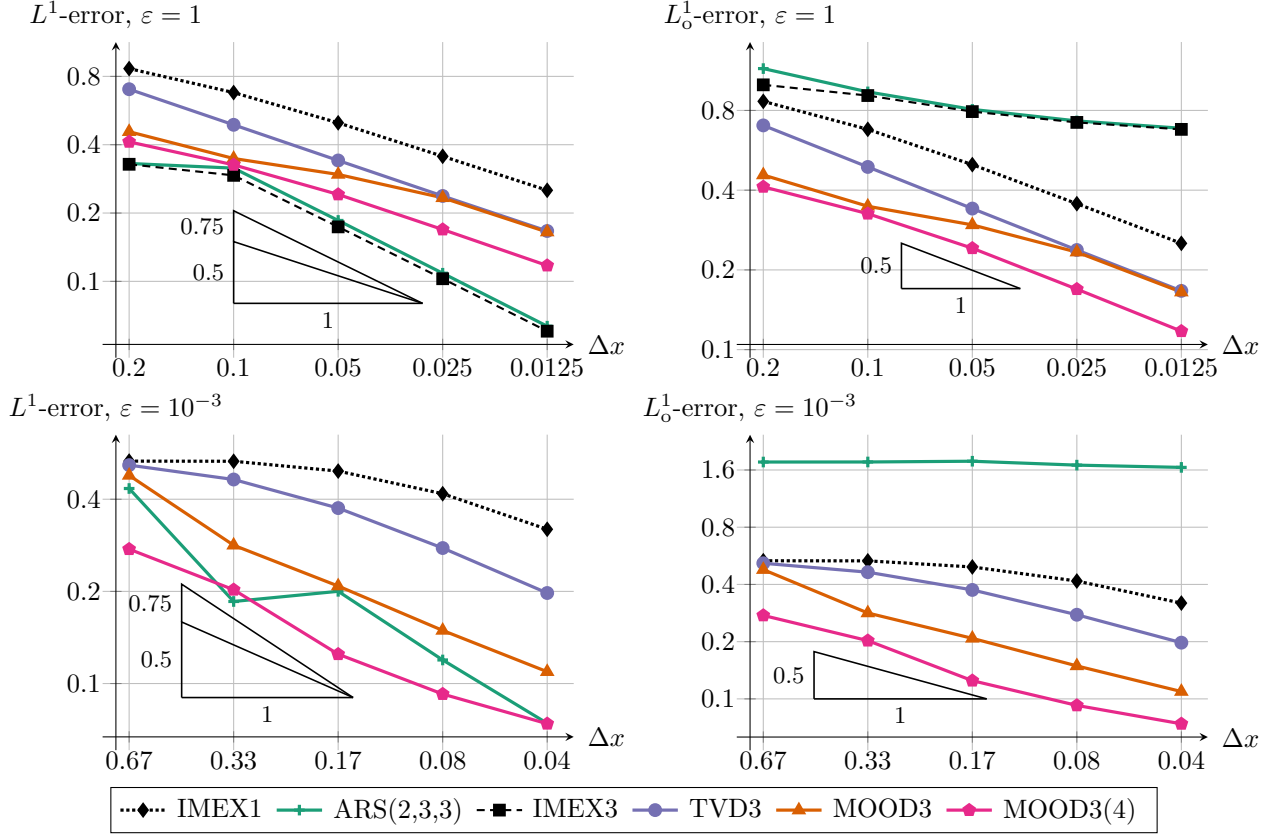 L¹-error, ε = 1
0.8
0.4
0.2
0.1
0.75
0.5
1
0.2 0.1 0.05 0.025 0.0125
Δx
L¹ₒ-error, ε = 1
0.8
0.4
0.2
0.1
0.5
1
0.2 0.1 0.05 0.025 0.0125
Δx
L¹-error, ε = 10⁻³
0.4
0.2
0.1
0.75
0.5
1
0.67 0.33 0.17 0.08 0.04
Δx
L¹ₒ-error, ε = 10⁻³
1.6
0.8
0.4
0.2
0.1
0.5
1
0.67 0.33 0.17 0.08 0.04
Δx
IMEX1 ARS(2,3,3) IMEX3 TVD3 MOOD3 MOOD3(4)